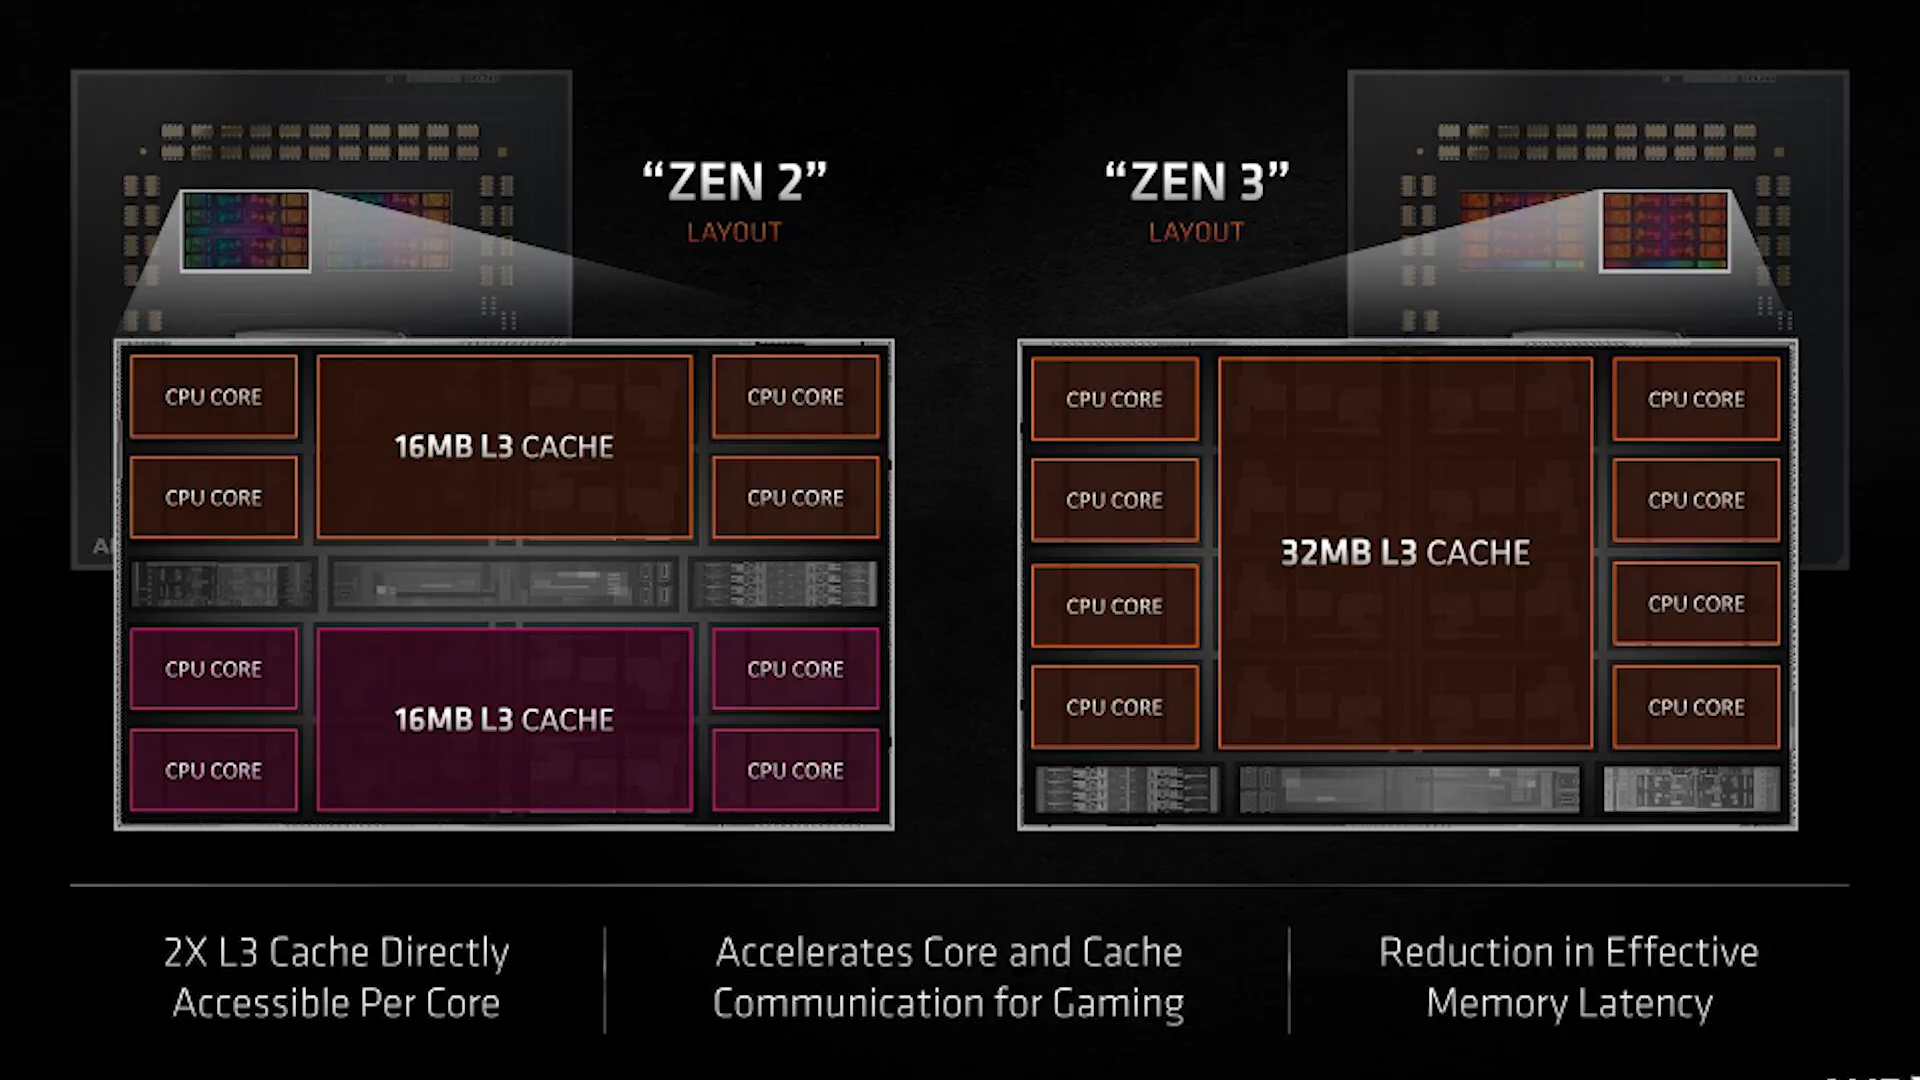 “ZEN 2”
LAYOUT
“ZEN 3”
LAYOUT
CPU CORE
CPU CORE
16MB L3 CACHE
CPU CORE
CPU CORE
CPU CORE
CPU CORE
16MB L3 CACHE
CPU CORE
CPU CORE
CPU CORE
CPU CORE
CPU CORE
CPU CORE
32MB L3 CACHE
CPU CORE
CPU CORE
CPU CORE
CPU CORE
2X L3 Cache Directly
Accessible Per Core
Accelerates Core and Cache
Communication for Gaming
Reduction in Effective
Memory Latency